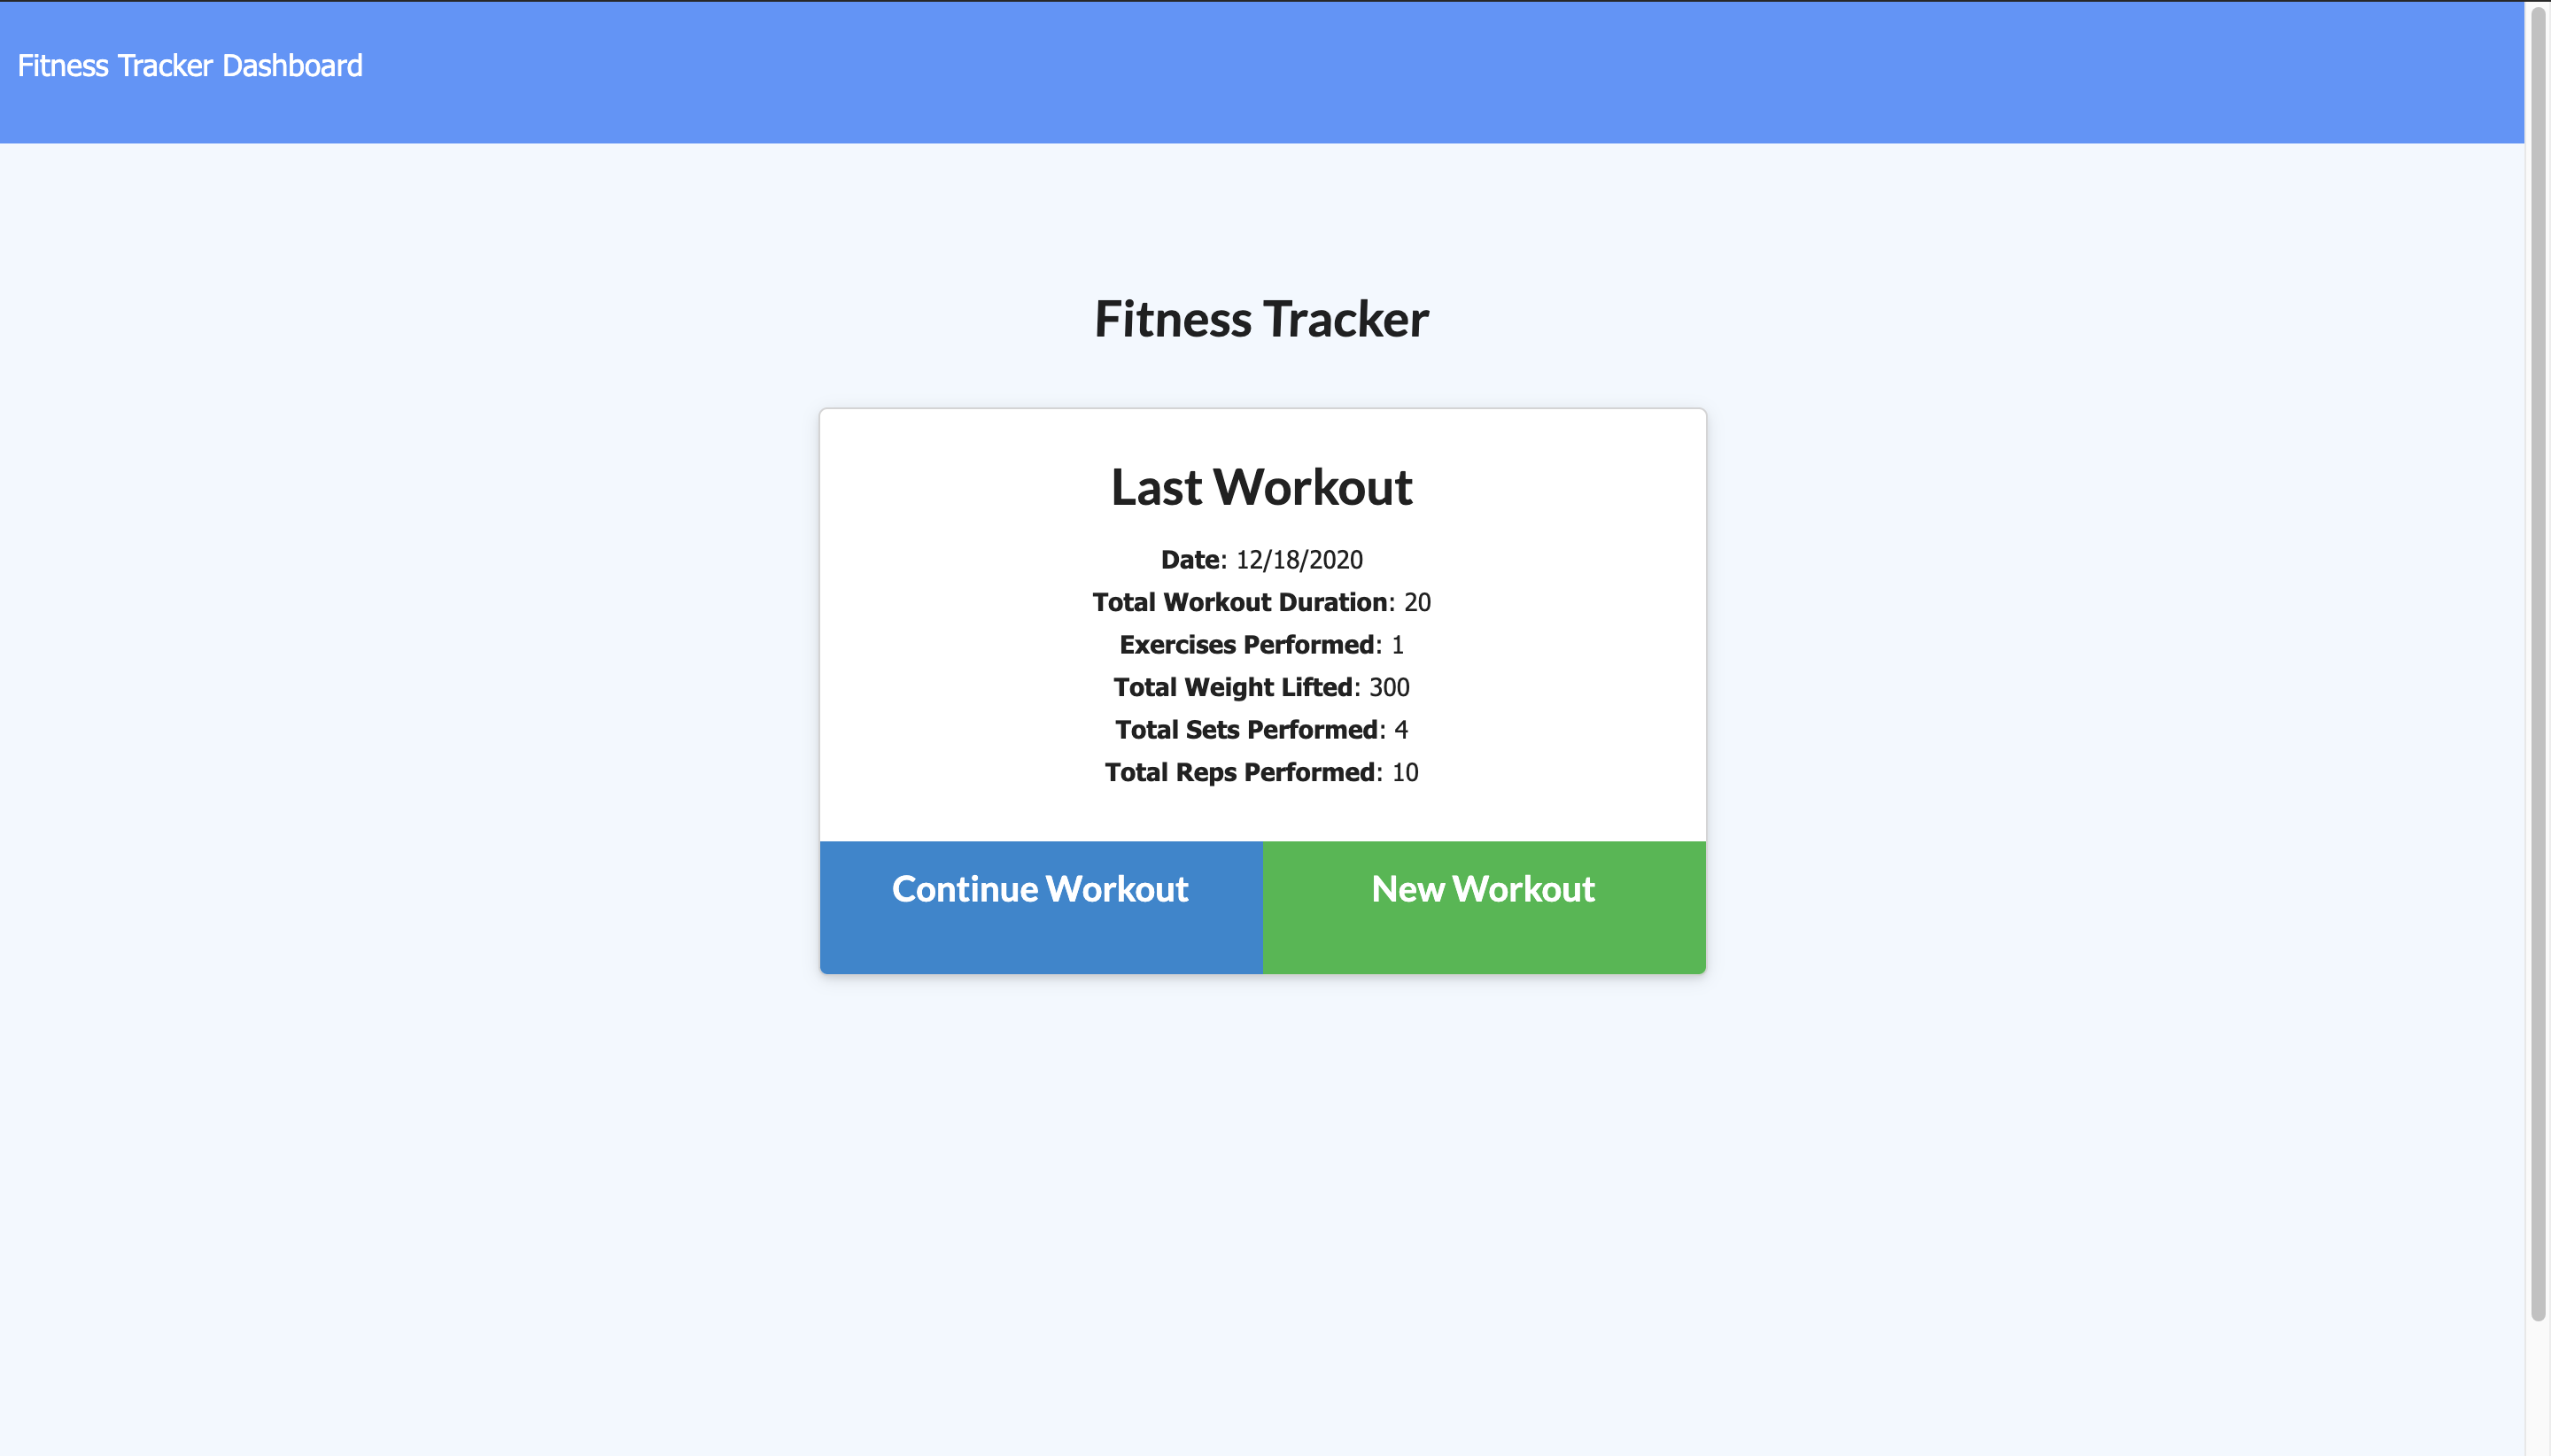 Fitness Tracker Dashboard
Fitness Tracker
Last Workout
Date: 12/18/2020
Total Workout Duration: 20
Exercises Performed: 1
Total Weight Lifted: 300
Total Sets Performed: 4
Total Reps Performed: 10
Continue Workout New Workout